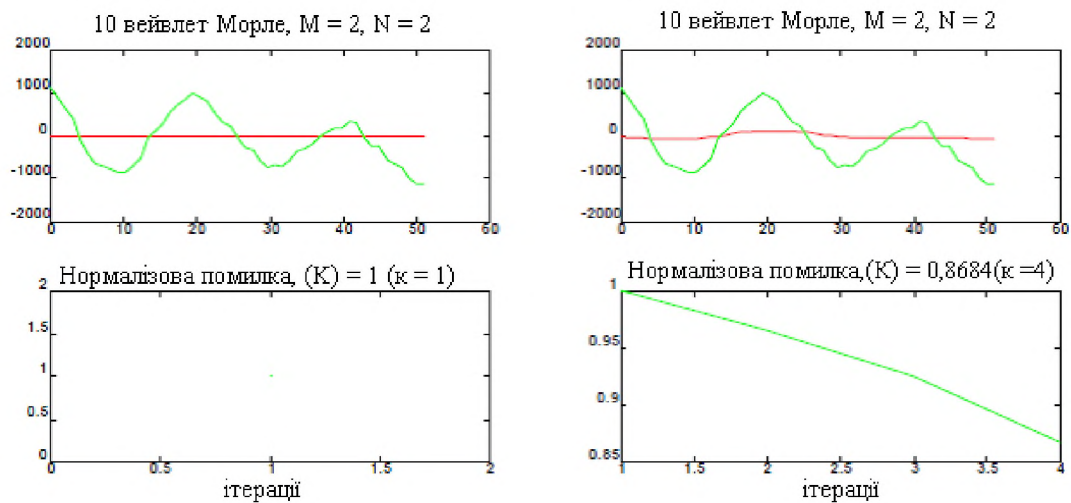 10 вейвлет Морле, M = 2, N = 2
2000
1000
0
-1000
-2000
0 10 20 30 40 50 60
Нормалізова помилка, (K) = 1 (к = 1)
2
1.5
1
0.5
0
0 0.5 1 1.5 2
ітерації
10 вейвлет Морле, M = 2, N = 2
2000
1000
0
-1000
-2000
0 10 20 30 40 50 60
Нормалізова помилка,(K) = 0,8684(к =4)
1
0.95
0.9
0.85
1 1.5 2 2.5 3 3.5 4
ітерації